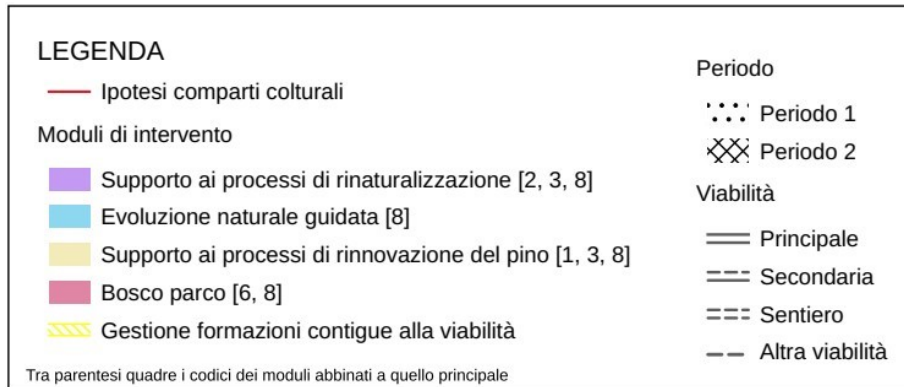 LEGENDA
Ipotesi comparti colturali
Moduli di intervento
Supporto ai processi di rinaturalizzazione [2, 3, 8]
Evoluzione naturale guidata [8]
Supporto ai processi di rinnovazione del pino [1, 3, 8]
Bosco parco [6, 8]
Gestione formazioni contigue alla viabilità
Tra parentesi quadre i codici dei moduli abbinati a quello principale
Periodo
Periodo 1
Periodo 2
Viabilità
Principale
Secondaria
Sentiero
Altra viabilità